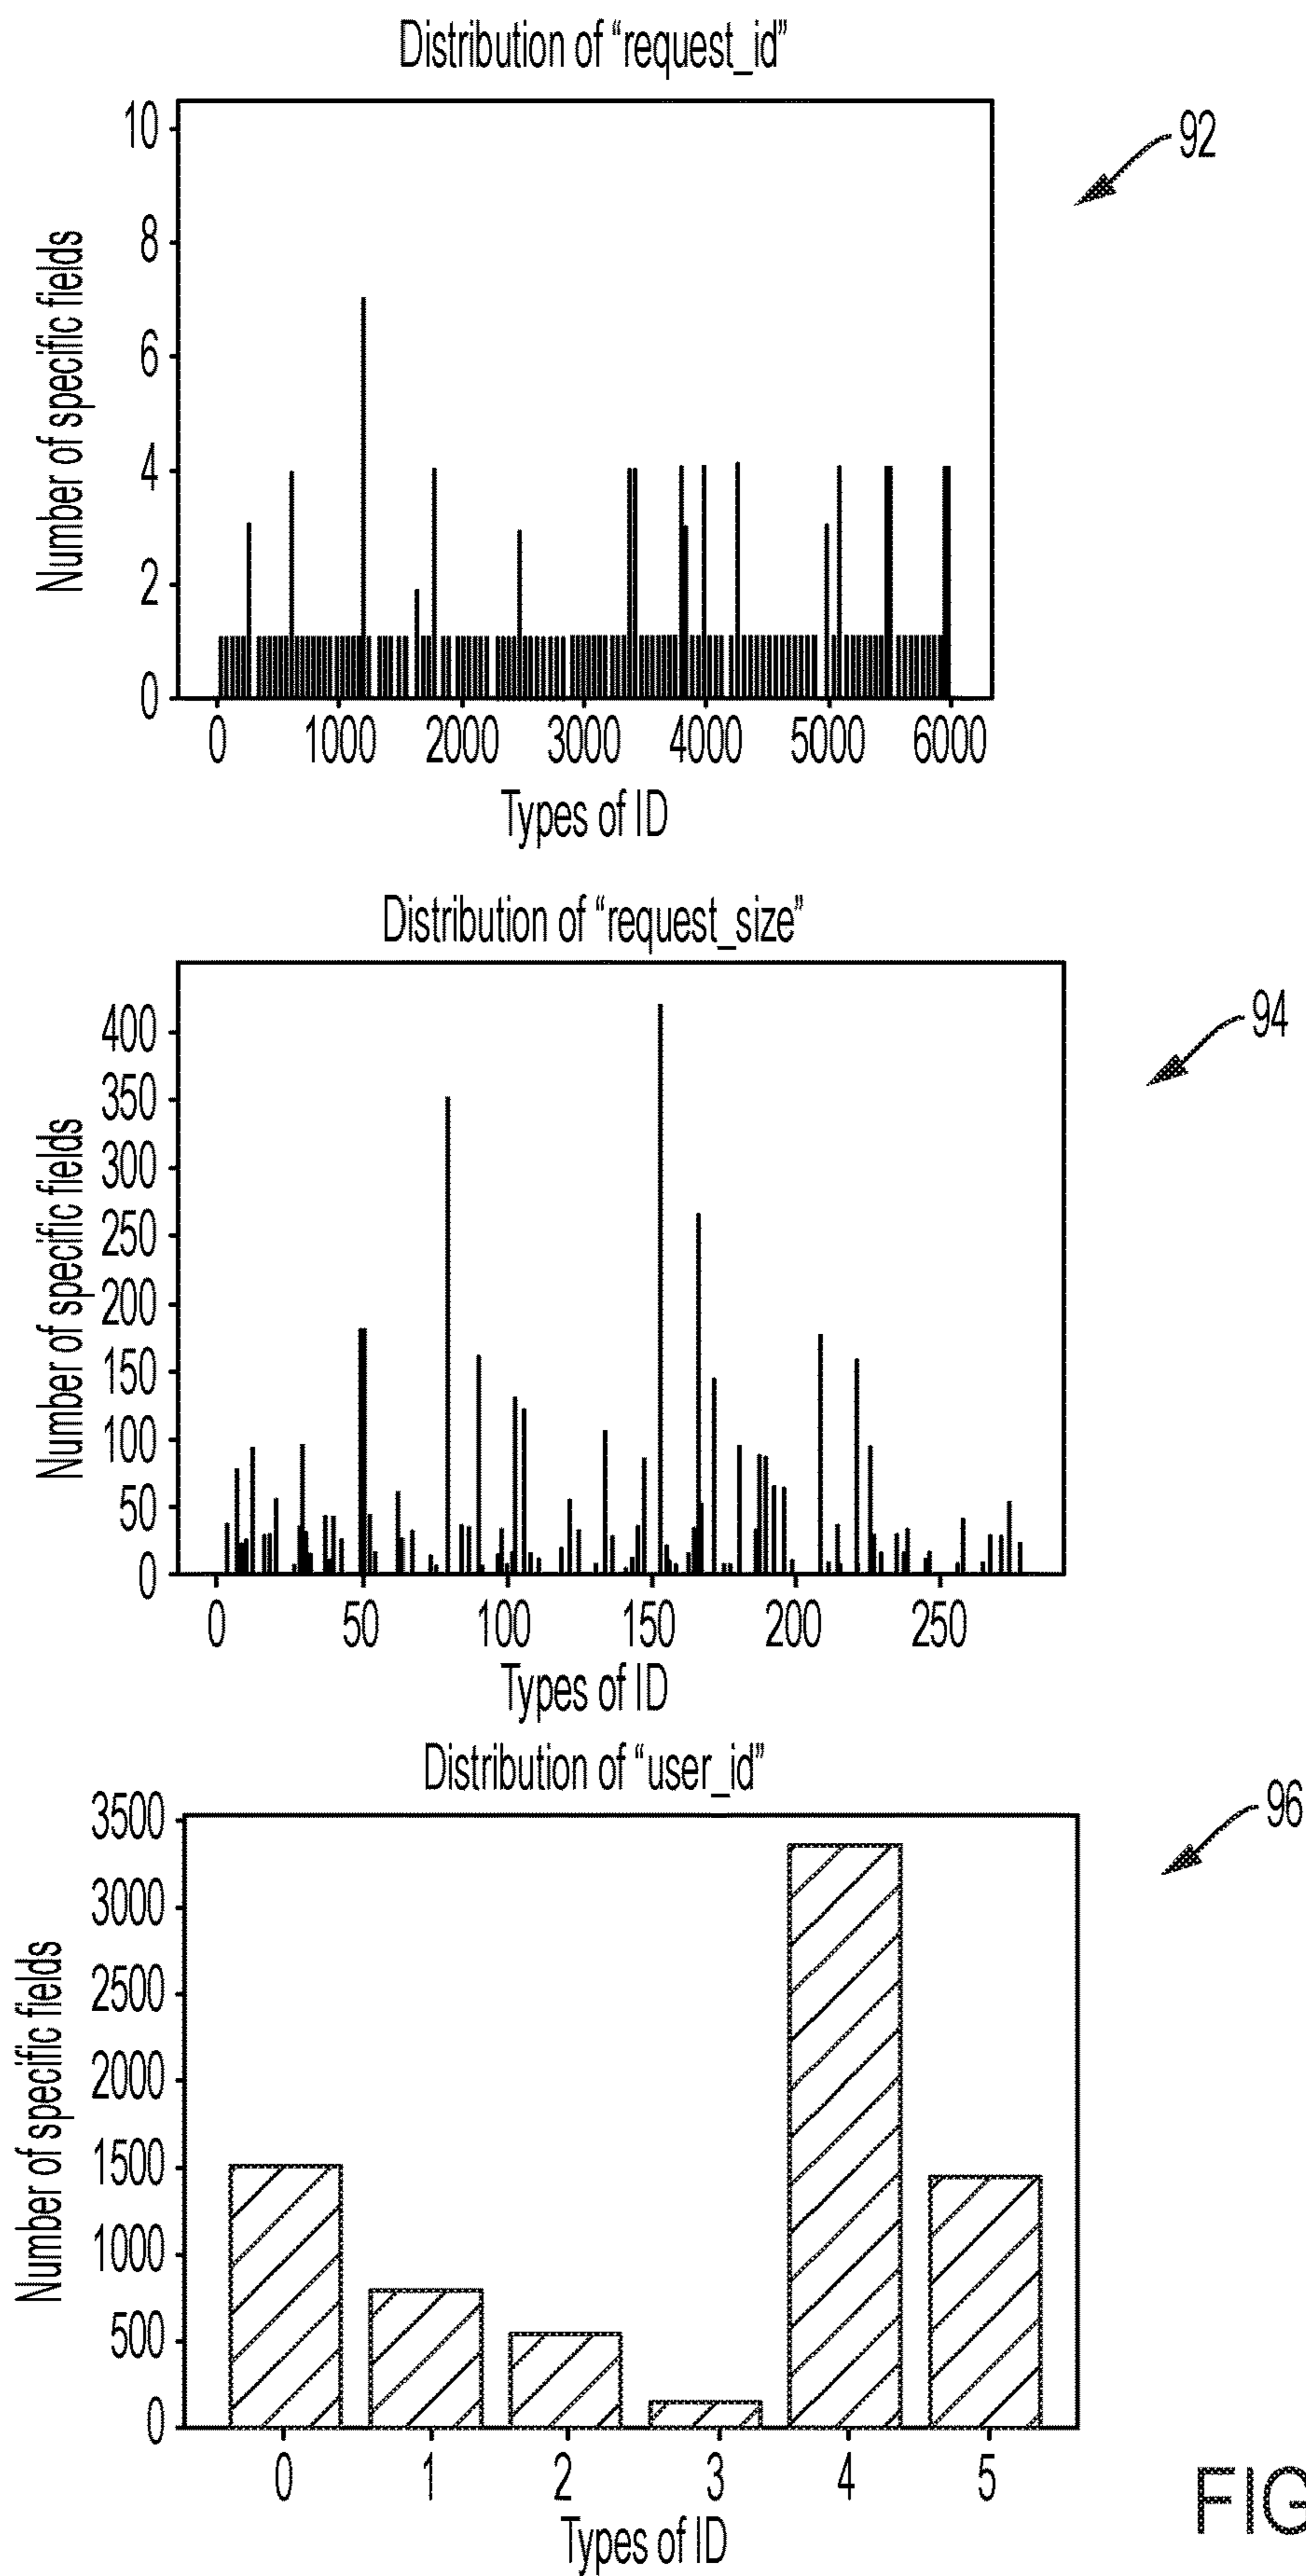 Distribution of “request_id”
92
Number of specific fields
10
8
6
4
2
0
0 1000 2000 3000 4000 5000 6000
Types of ID
Distribution of “request_size”
94
Number of specific fields
400
350
300
250
200
150
100
50
0
0 50 100 150 200 250
Types of ID
Distribution of “user_id”
96
Number of specific fields
3500
3000
2500
2000
1500
1000
500
0
0 1 2 3 4 5
Types of ID
FIG